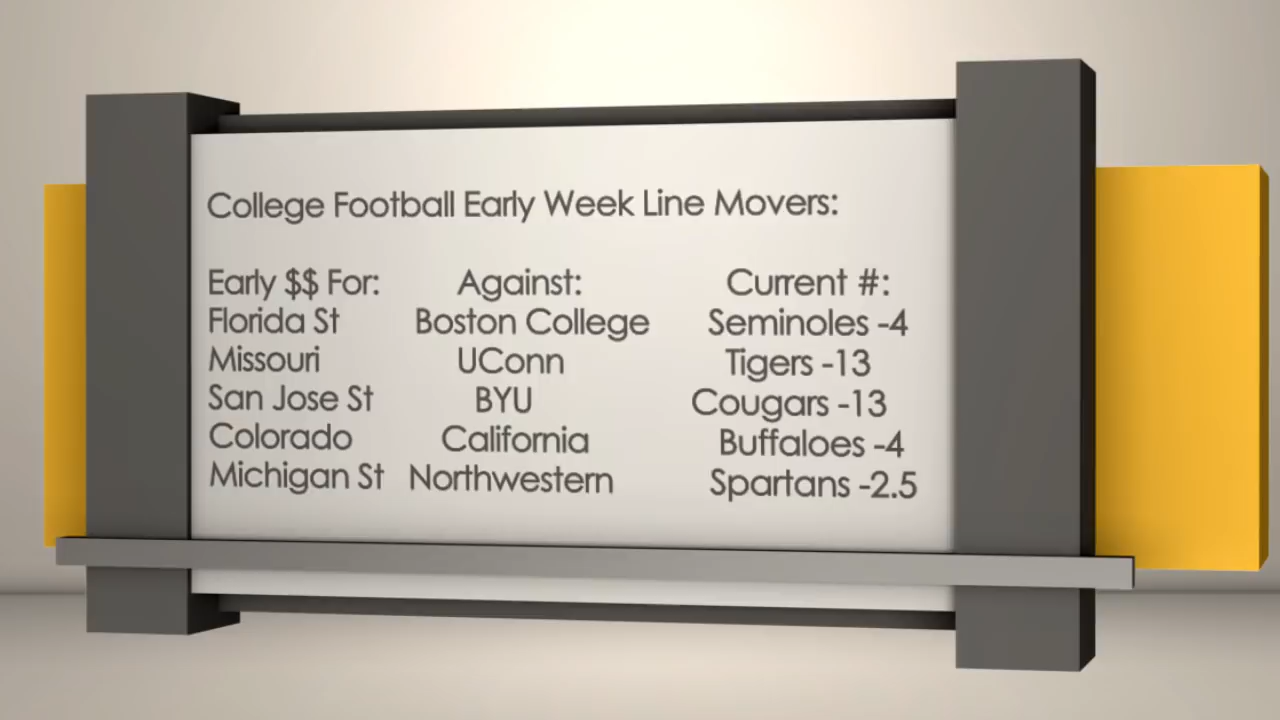 College Football Early Week Line Movers:
Early $$ For: Against: Current #:
Florida St Boston College Seminoles -4
Missouri UConn Tigers -13
San Jose St BYU Cougars -13
Colorado California Buffaloes -4
Michigan St Northwestern Spartans -2.5